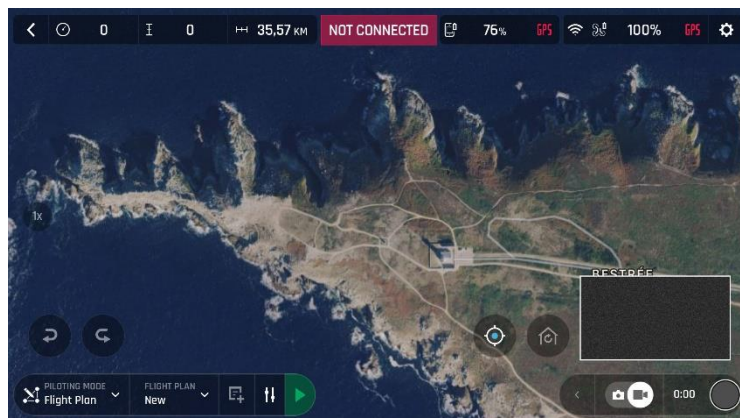 0 0 35,57 KM NOT CONNECTED 76% GPS 100% GPS
1x
BESTRÉE
PILOTING MODE
Flight Plan
FLIGHT PLAN
New
0:00